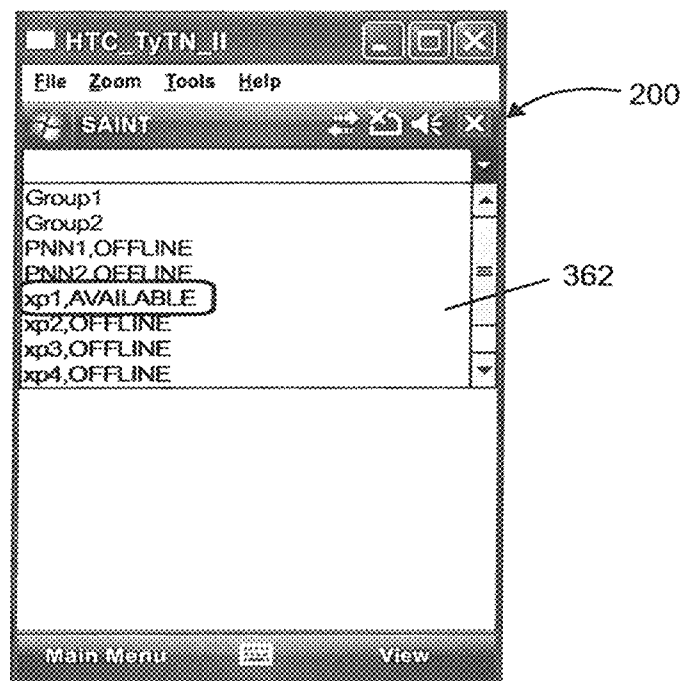 HTC_TyTN_II
File Zoom Tools Help
200
SAINT
Group1
Group2
PNN1,OFFLINE
362
PNN2,OFFLINE
xp1,AVAILABLE
xp2,OFFLINE
xp3,OFFLINE
xp4,OFFLINE
Main Menu View